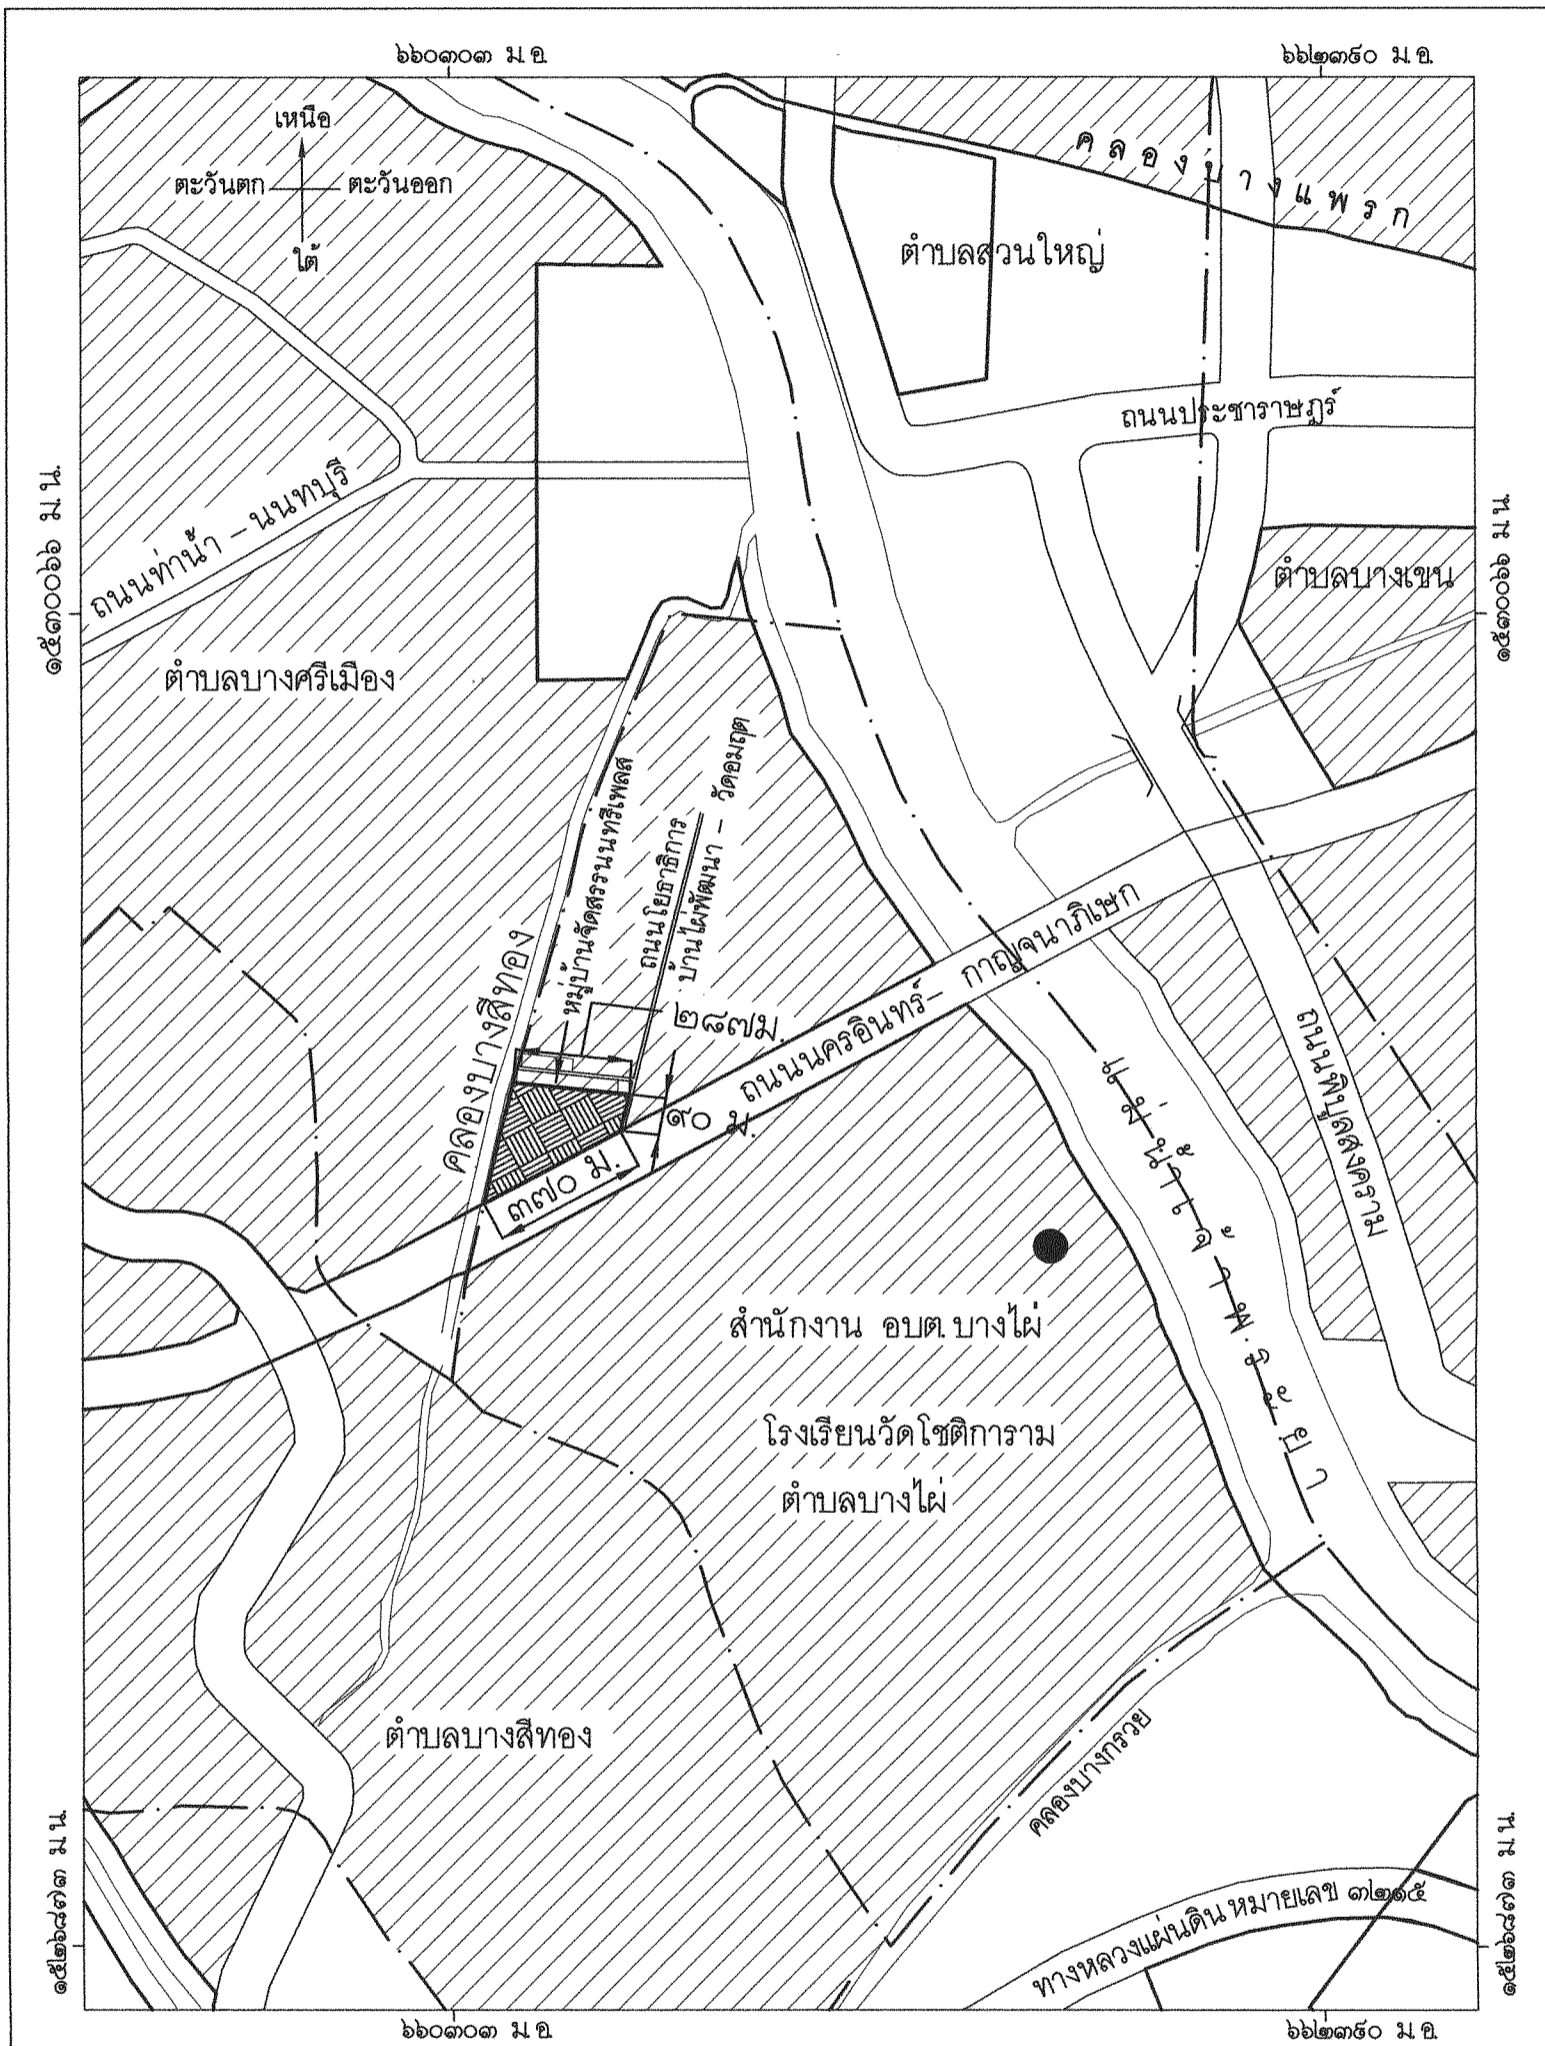 ๖๖๐๓๐๓ ม.อ.
๖๖๒๓๕๐ ม.อ.
เหนือ
ตะวันตก
ตะวันออก
ใต้
คลองบางแพรก
ตำบลสวนใหญ่
ถนนประชาราษฎร์
๑๕๓๐๐๖๖ ม.น.
๑๕๓๐๐๖๖ ม.น.
ถนนท่าน้ำ - นนทบุรี
ตำบลบางเขน
ตำบลบางศรีเมือง
หมู่บ้านจัดสรรนนทรีเพลส
ถนนโยธาธิการ
บ้านไผ่พัฒนา - วัดอมฤต
คลองบางสีทอง
๒๘๗ม.
ถนนนครอินทร์- กาญจนาภิเษก
๙๐ ม.
๓๗๐ ม.
แม่น้ำเจ้าพระยา
ถนนพิบูลสงคราม
สำนักงาน อบต.บางไผ่
โรงเรียนวัดโชติการาม
ตำบลบางไผ่
ตำบลบางสีทอง
คลองบางกรวย
ทางหลวงแผ่นดิน หมายเลข ๓๒๑๕
๑๕๒๖๘๗๓ ม.น.
๑๕๒๖๘๗๓ ม.น.
๖๖๐๓๐๓ ม.อ.
๖๖๒๓๕๐ ม.อ.